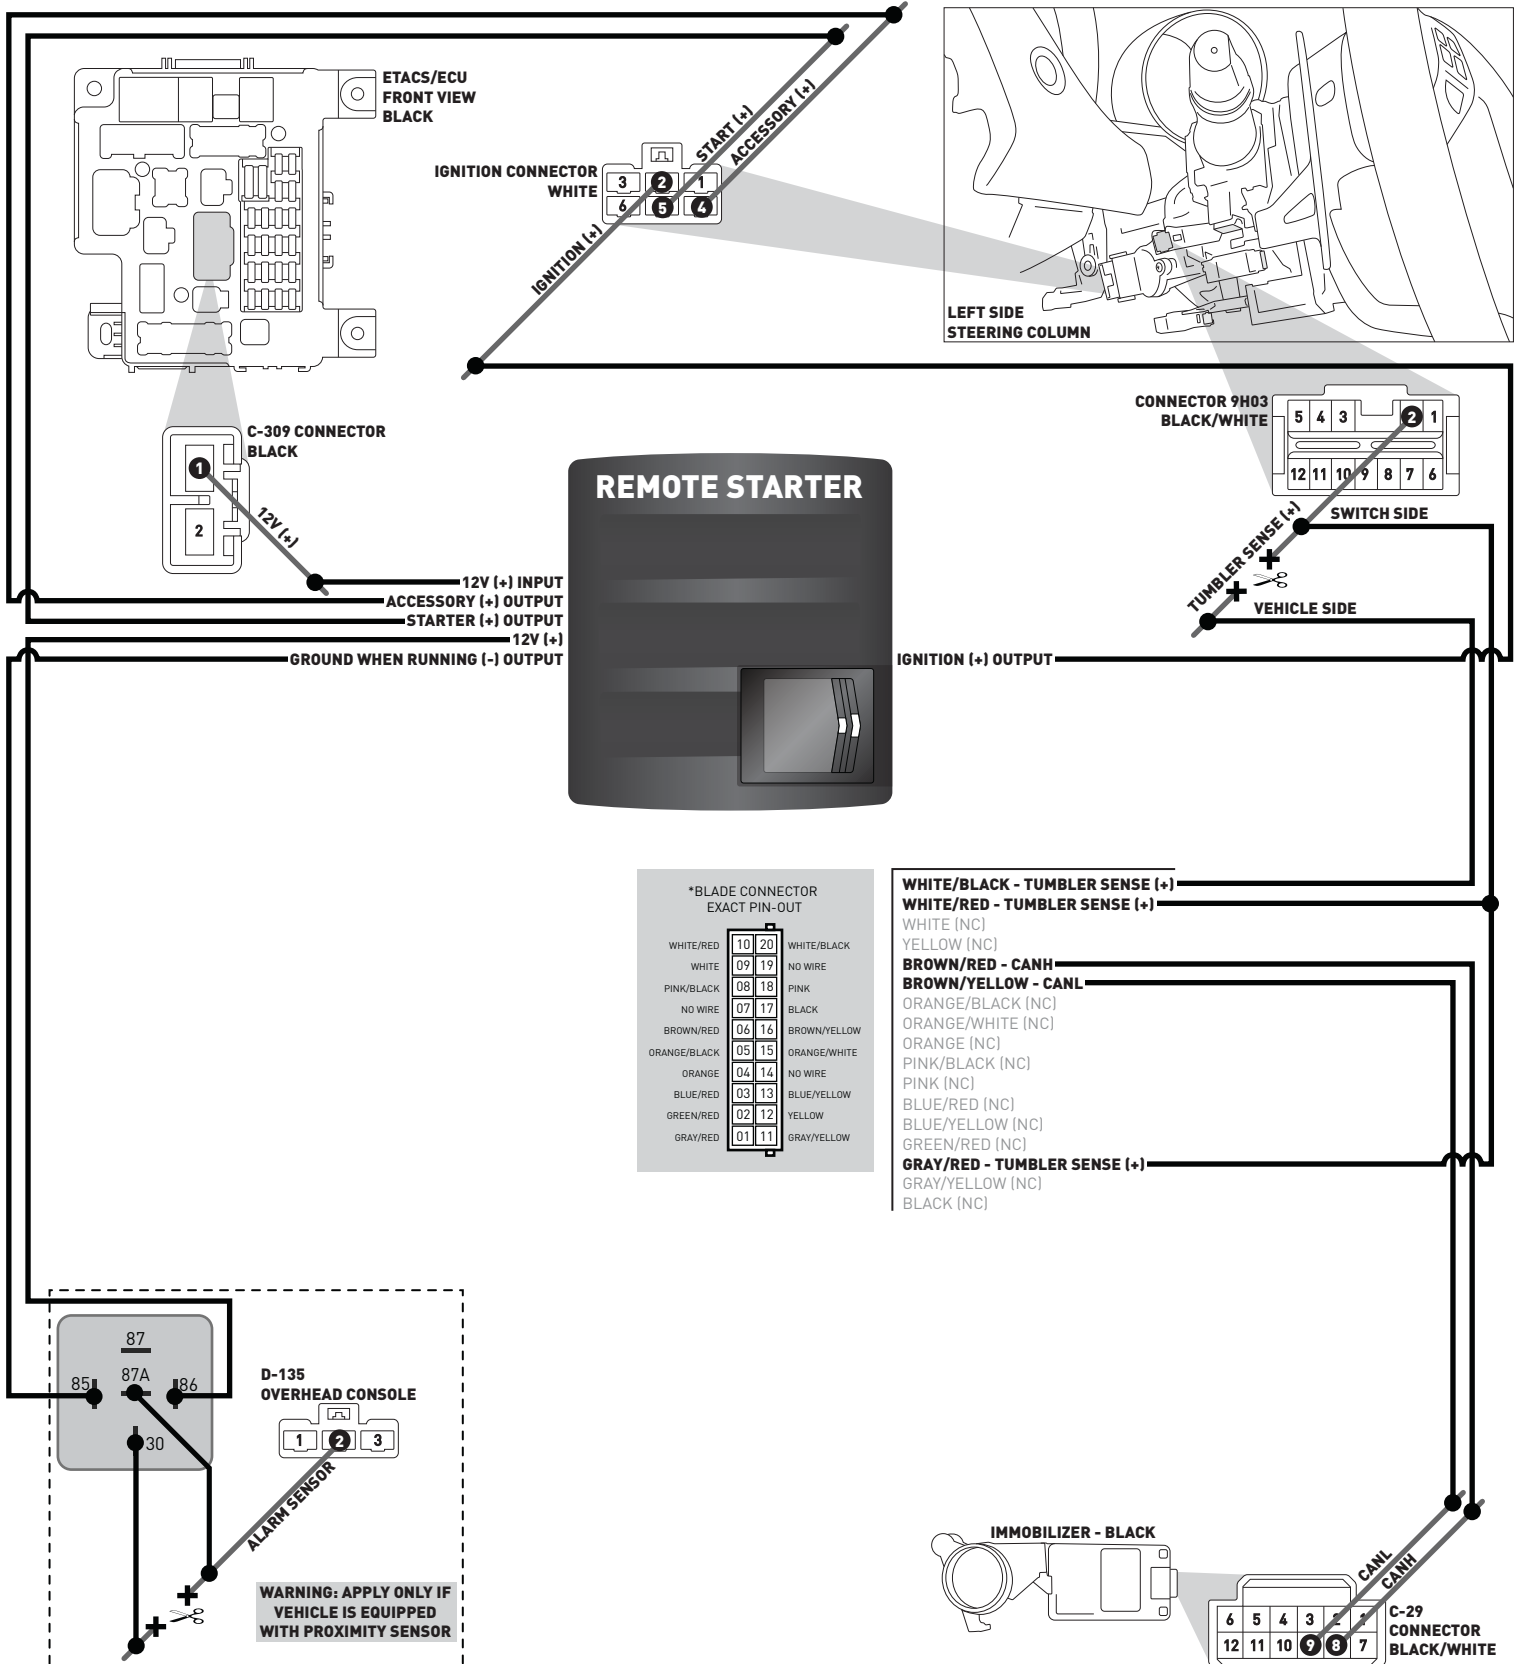 ETACS/ECU
FRONT VIEW
BLACK
START (+)
ACCESSORY (+)
IGNITION CONNECTOR
WHITE
3 2 1
6 5 4
IGNITION (+)
LEFT SIDE
STEERING COLUMN
C-309 CONNECTOR
BLACK
1
2
12V (+)
CONNECTOR 9H03
BLACK/WHITE
5 4 3 2 1
12 11 10 9 8 7 6
TUMBLER SENSE (+)
SWITCH SIDE
VEHICLE SIDE
REMOTE STARTER
12V (+) INPUT
ACCESSORY (+) OUTPUT
STARTER (+) OUTPUT
12V (+)
GROUND WHEN RUNNING (-) OUTPUT
IGNITION (+) OUTPUT
*BLADE CONNECTOR
EXACT PIN-OUT
WHITE/RED 10 20 WHITE/BLACK
WHITE 09 19 NO WIRE
PINK/BLACK 08 18 PINK
NO WIRE 07 17 BLACK
BROWN/RED 06 16 BROWN/YELLOW
ORANGE/BLACK 05 15 ORANGE/WHITE
ORANGE 04 14 NO WIRE
BLUE/RED 03 13 BLUE/YELLOW
GREEN/RED 02 12 YELLOW
GRAY/RED 01 11 GRAY/YELLOW
WHITE/BLACK - TUMBLER SENSE (+)
WHITE/RED - TUMBLER SENSE (+)
WHITE (NC)
YELLOW (NC)
BROWN/RED - CANH
BROWN/YELLOW - CANL
ORANGE/BLACK (NC)
ORANGE/WHITE (NC)
ORANGE (NC)
PINK/BLACK (NC)
PINK (NC)
BLUE/RED (NC)
BLUE/YELLOW (NC)
GREEN/RED (NC)
GRAY/RED - TUMBLER SENSE (+)
GRAY/YELLOW (NC)
BLACK (NC)
87
87A
85
86
30
D-135
OVERHEAD CONSOLE
1 2 3
ALARM SENSOR
WARNING: APPLY ONLY IF
VEHICLE IS EQUIPPED
WITH PROXIMITY SENSOR
IMMOBILIZER - BLACK
CANL
CANH
6 5 4 3 2 1
12 11 10 9 8 7
C-29
CONNECTOR
BLACK/WHITE